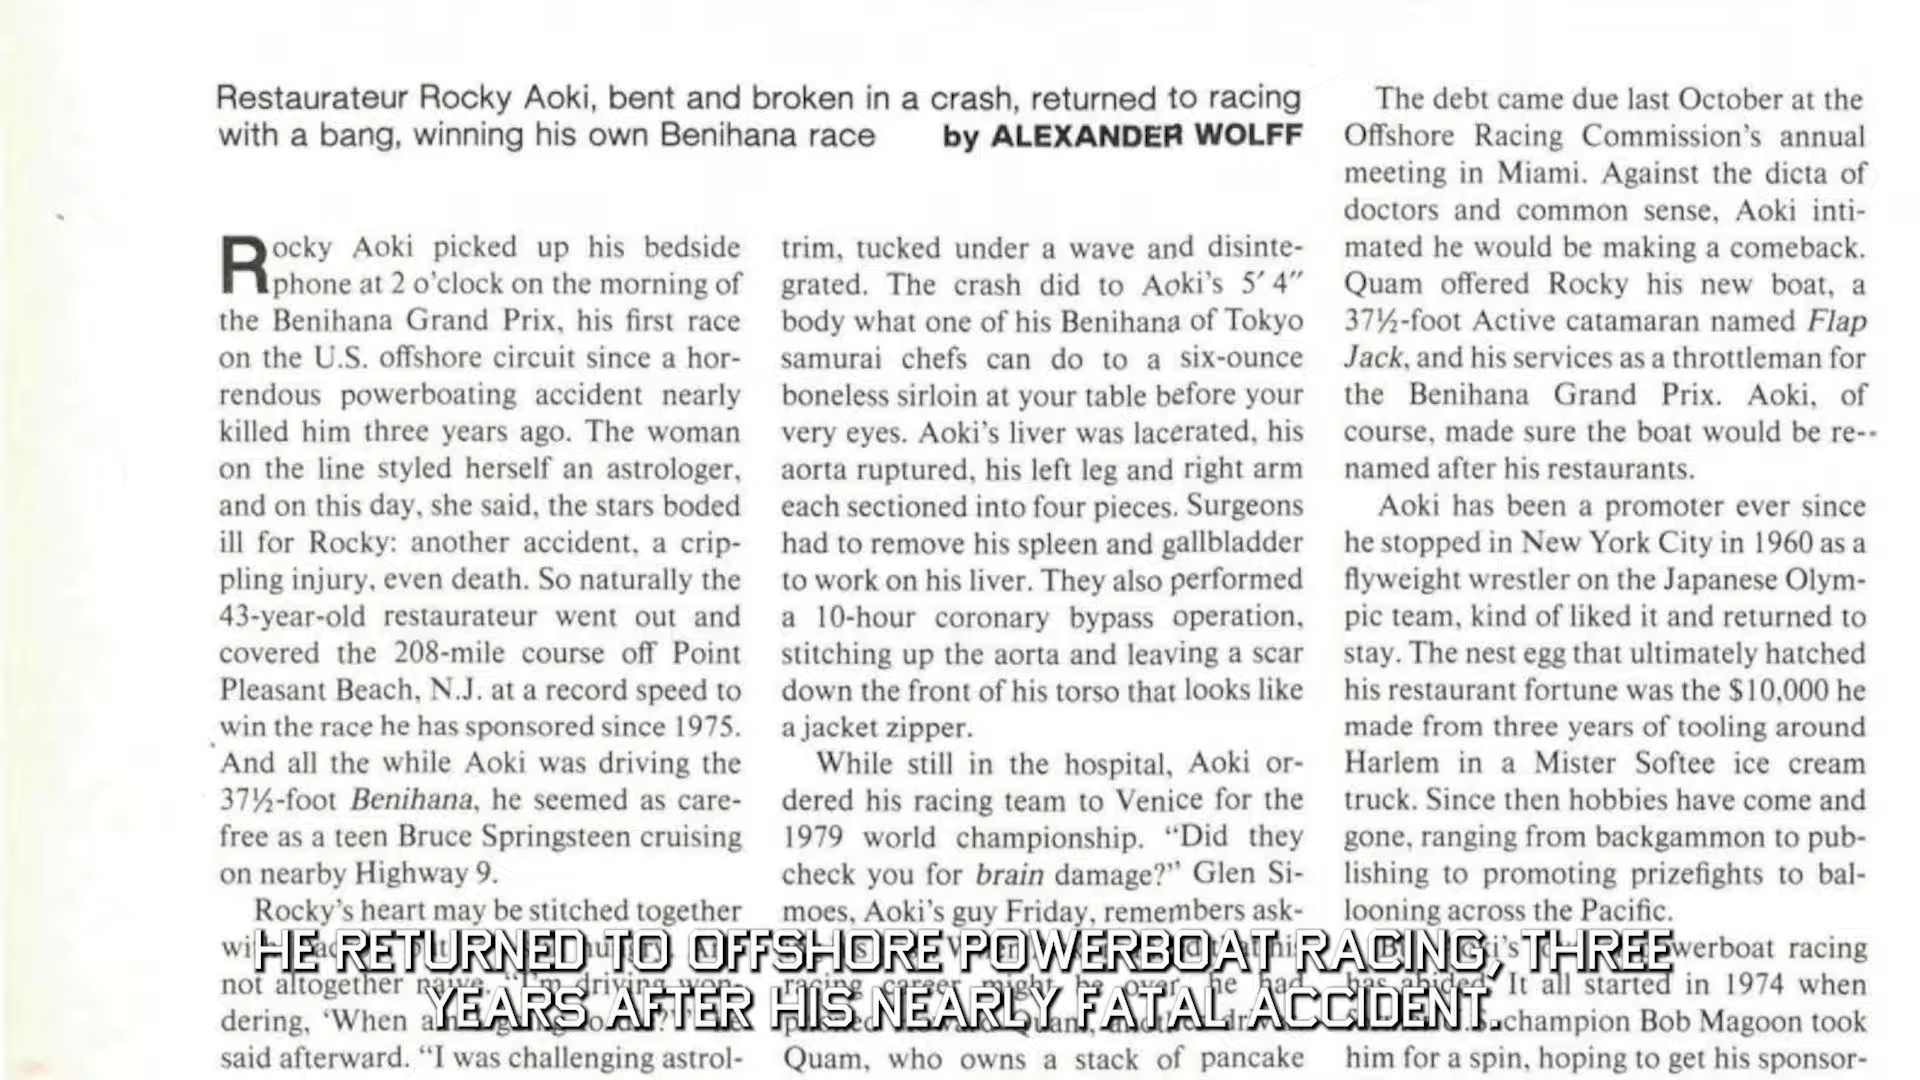 Restaurateur Rocky Aoki, bent and broken in a crash, returned to racing
with a bang, winning his own Benihana race by ALEXANDER WOLFF
Rocky Aoki picked up his bedside
phone at 2 o'clock on the morning of
the Benihana Grand Prix, his first race
on the U.S. offshore circuit since a hor-
rendous powerboating accident nearly
killed him three years ago. The woman
on the line styled herself an astrologer,
and on this day, she said, the stars boded
ill for Rocky: another accident, a crip-
pling injury, even death. So naturally the
43-year-old restaurateur went out and
covered the 208-mile course off Point
Pleasant Beach, N.J. at a record speed to
win the race he has sponsored since 1975.
And all the while Aoki was driving the
37½-foot Benihana, he seemed as care-
free as a teen Bruce Springsteen cruising
on nearby Highway 9.
Rocky's heart may be stitched together
not altogether naive. "I'm driving won-
dering, 'When
said afterward. "I was challenging astrol-
trim, tucked under a wave and disinte-
grated. The crash did to Aoki's 5′ 4″
body what one of his Benihana of Tokyo
samurai chefs can do to a six-ounce
boneless sirloin at your table before your
very eyes. Aoki's liver was lacerated, his
aorta ruptured, his left leg and right arm
each sectioned into four pieces. Surgeons
had to remove his spleen and gallbladder
to work on his liver. They also performed
a 10-hour coronary bypass operation,
stitching up the aorta and leaving a scar
down the front of his torso that looks like
a jacket zipper.
While still in the hospital, Aoki or-
dered his racing team to Venice for the
1979 world championship. "Did they
check you for brain damage?" Glen Si-
moes, Aoki's guy Friday, remembers ask-
racing career might be over, he had
Quam,
Quam, who owns a stack of pancake
The debt came due last October at the
Offshore Racing Commission's annual
meeting in Miami. Against the dicta of
doctors and common sense, Aoki inti-
mated he would be making a comeback.
Quam offered Rocky his new boat, a
37½-foot Active catamaran named Flap
Jack, and his services as a throttleman for
the Benihana Grand Prix. Aoki, of
course, made sure the boat would be re--
named after his restaurants.
Aoki has been a promoter ever since
he stopped in New York City in 1960 as a
flyweight wrestler on the Japanese Olym-
pic team, kind of liked it and returned to
stay. The nest egg that ultimately hatched
his restaurant fortune was the $10,000 he
made from three years of tooling around
Harlem in a Mister Softee ice cream
truck. Since then hobbies have come and
gone, ranging from backgammon to pub-
lishing to promoting prizefights to bal-
looning across the Pacific.
powerboat racing
has abided. It all started in 1974 when
champion Bob Magoon took
him for a spin, hoping to get his sponsor-
HE RETURNED TO OFFSHORE POWERBOAT RACING, THREE
YEARS AFTER HIS NEARLY FATAL ACCIDENT.